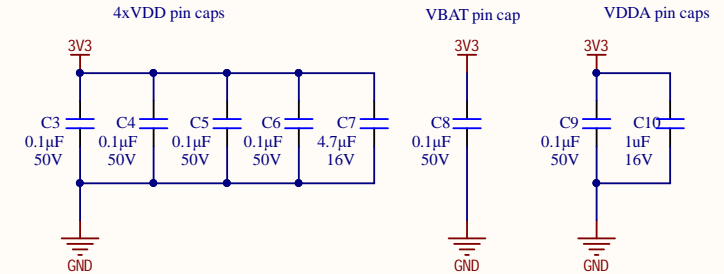 4xVDD pin caps
VBAT pin cap
VDDA pin caps
3V3
3V3
3V3
C3
0.1µF
50V
C4
0.1µF
50V
C5
0.1µF
50V
C6
0.1µF
50V
C7
4.7µF
16V
C8
0.1µF
50V
C9
0.1µF
50V
C10
1uF
16V
GND
GND
GND